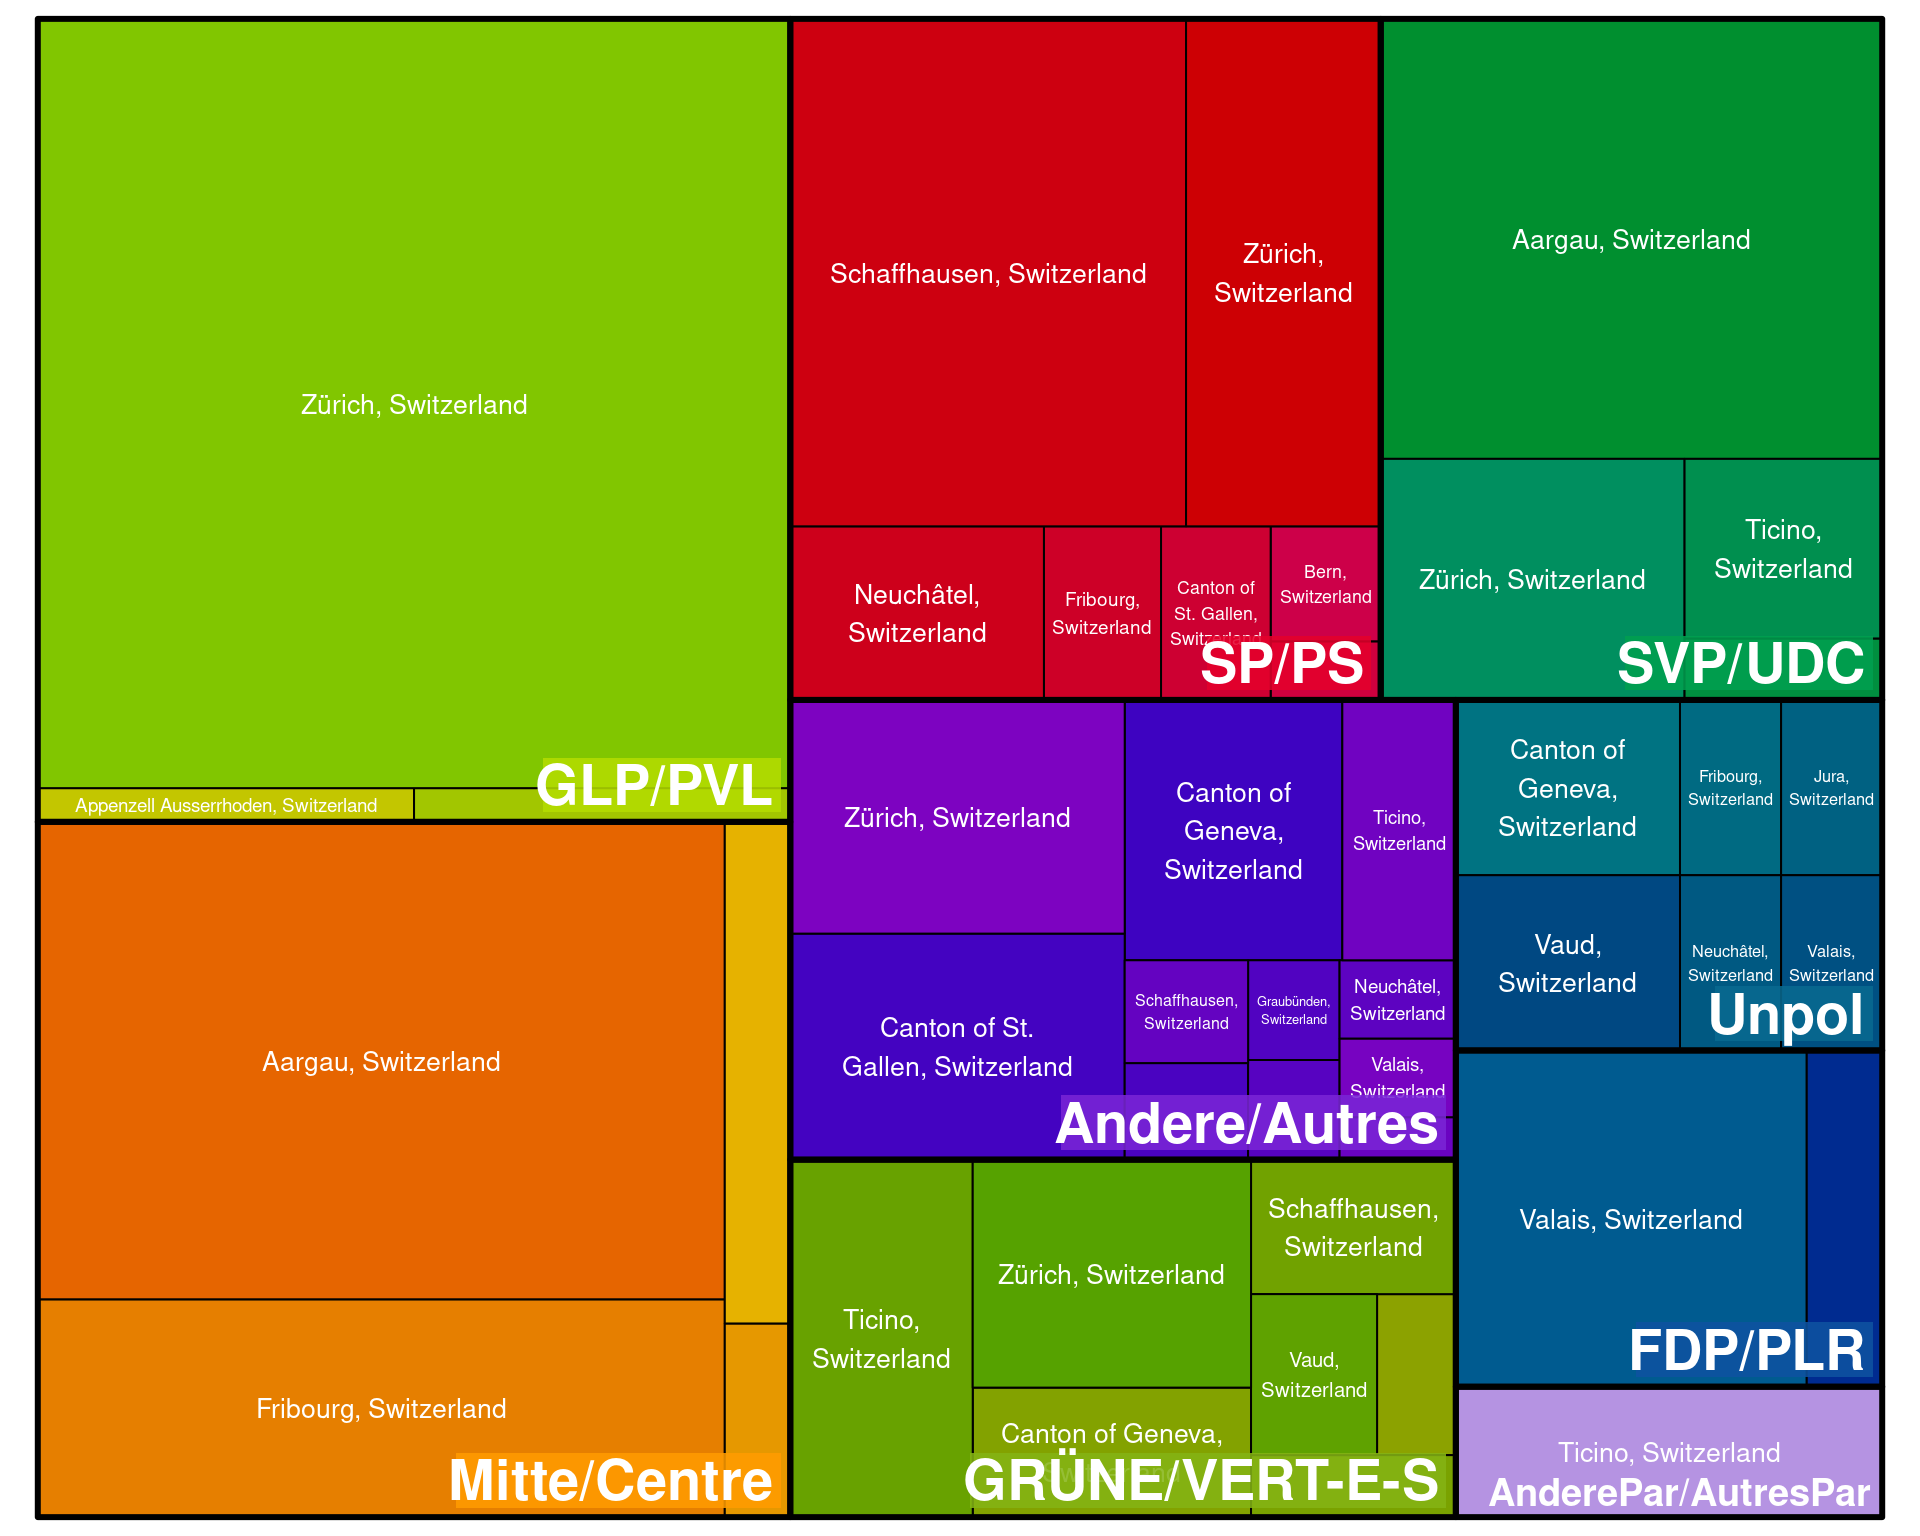 Zürich, Switzerland
Appenzell Ausserrhoden, Switzerland
GLP/PVL
Aargau, Switzerland
Fribourg, Switzerland
Mitte/Centre
Schaffhausen, Switzerland
Zürich,
Switzerland
Neuchâtel,
Switzerland
Fribourg,
Switzerland
Canton of
St. Gallen,
Switzerland
Bern,
Switzerland
SP/PS
Aargau, Switzerland
Zürich, Switzerland
Ticino,
Switzerland
SVP/UDC
Zürich, Switzerland
Canton of St.
Gallen, Switzerland
Canton of
Geneva,
Switzerland
Ticino,
Switzerland
Schaffhausen,
Switzerland
Graubünden,
Switzerland
Neuchâtel,
Switzerland
Valais,
Switzerland
Andere/Autres
Canton of
Geneva,
Switzerland
Fribourg,
Switzerland
Jura,
Switzerland
Vaud,
Switzerland
Neuchâtel,
Switzerland
Valais,
Switzerland
Unpol
Ticino,
Switzerland
Zürich, Switzerland
Canton of Geneva,
Schaffhausen,
Switzerland
Vaud,
Switzerland
GRÜNE/VERT-E-S
Valais, Switzerland
FDP/PLR
Ticino, Switzerland
AnderePar/AutresPar